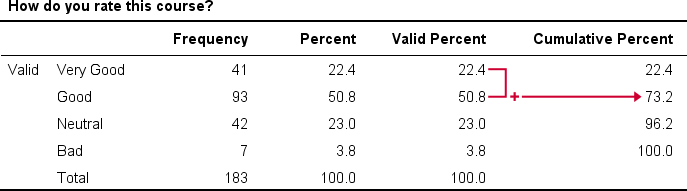 How do you rate this course?
Frequency Percent Valid Percent Cumulative Percent
Valid Very Good 41 22.4 22.4 22.4
Good 93 50.8 50.8 + 73.2
Neutral 42 23.0 23.0 96.2
Bad 7 3.8 3.8 100.0
Total 183 100.0 100.0